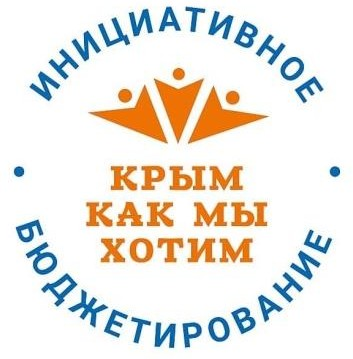 ИНИЦИАТИВНОЕ
КРЫМ
КАК МЫ
ХОТИМ
БЮДЖЕТИРОВАНИЕ